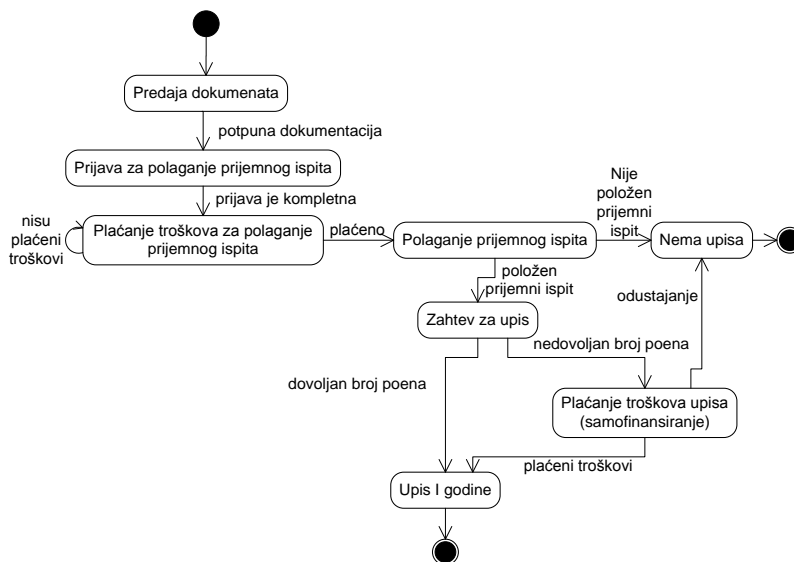 Predaja dokumenata
potpuna dokumentacija
Prijava za polaganje prijemnog ispita
prijava je kompletna
nisu
plaćeni
troškovi
Plaćanje troškova za polaganje
prijemnog ispita
plaćeno
Polaganje prijemnog ispita
Nije
položen
prijemni
ispit
Nema upisa
položen
prijemni ispit
odustajanje
Zahtev za upis
nedovoljan broj poena
dovoljan broj poena
Plaćanje troškova upisa
(samofinansiranje)
plaćeni troškovi
Upis I godine